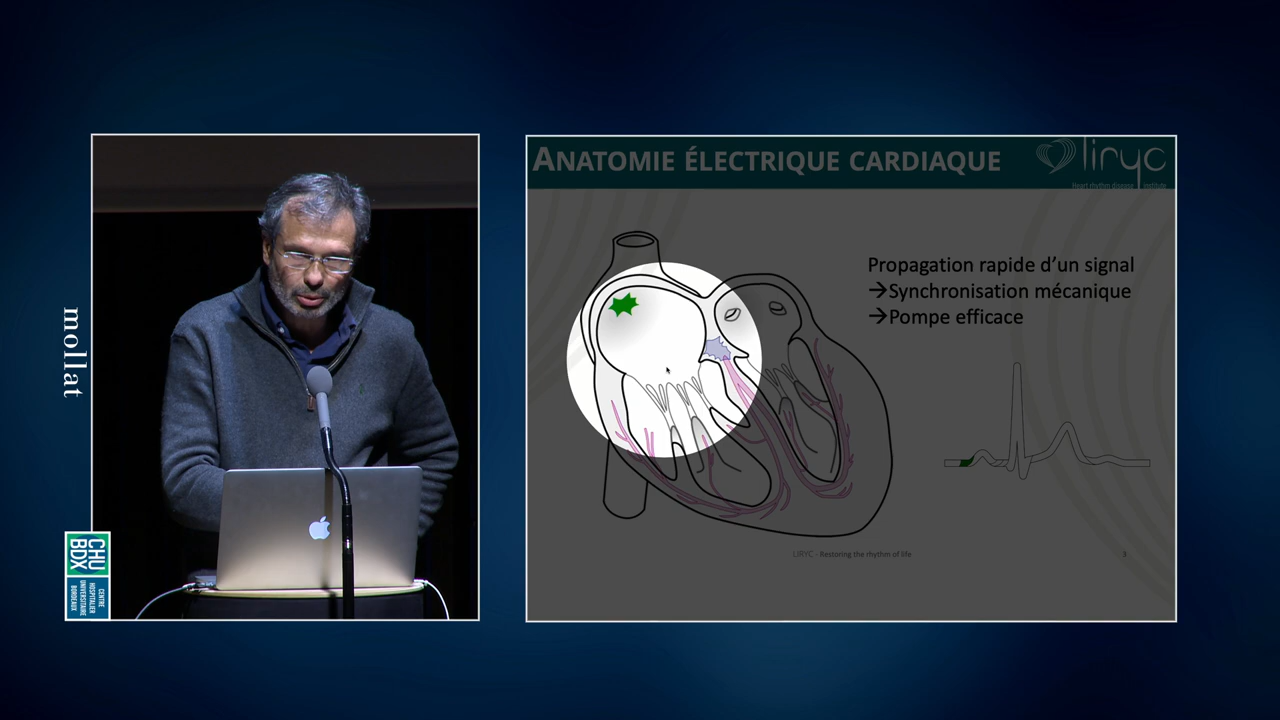 mollat
CHU
BDX
CENTRE
HOSPITALIER
UNIVERSITAIRE
BORDEAUX
ANATOMIE ÉLECTRIQUE CARDIAQUE
liryc
Heart rhythm disease institute
Propagation rapide d’un signal
→Synchronisation mécanique
→Pompe efficace
LIRYC - Restoring the rhythm of life
3